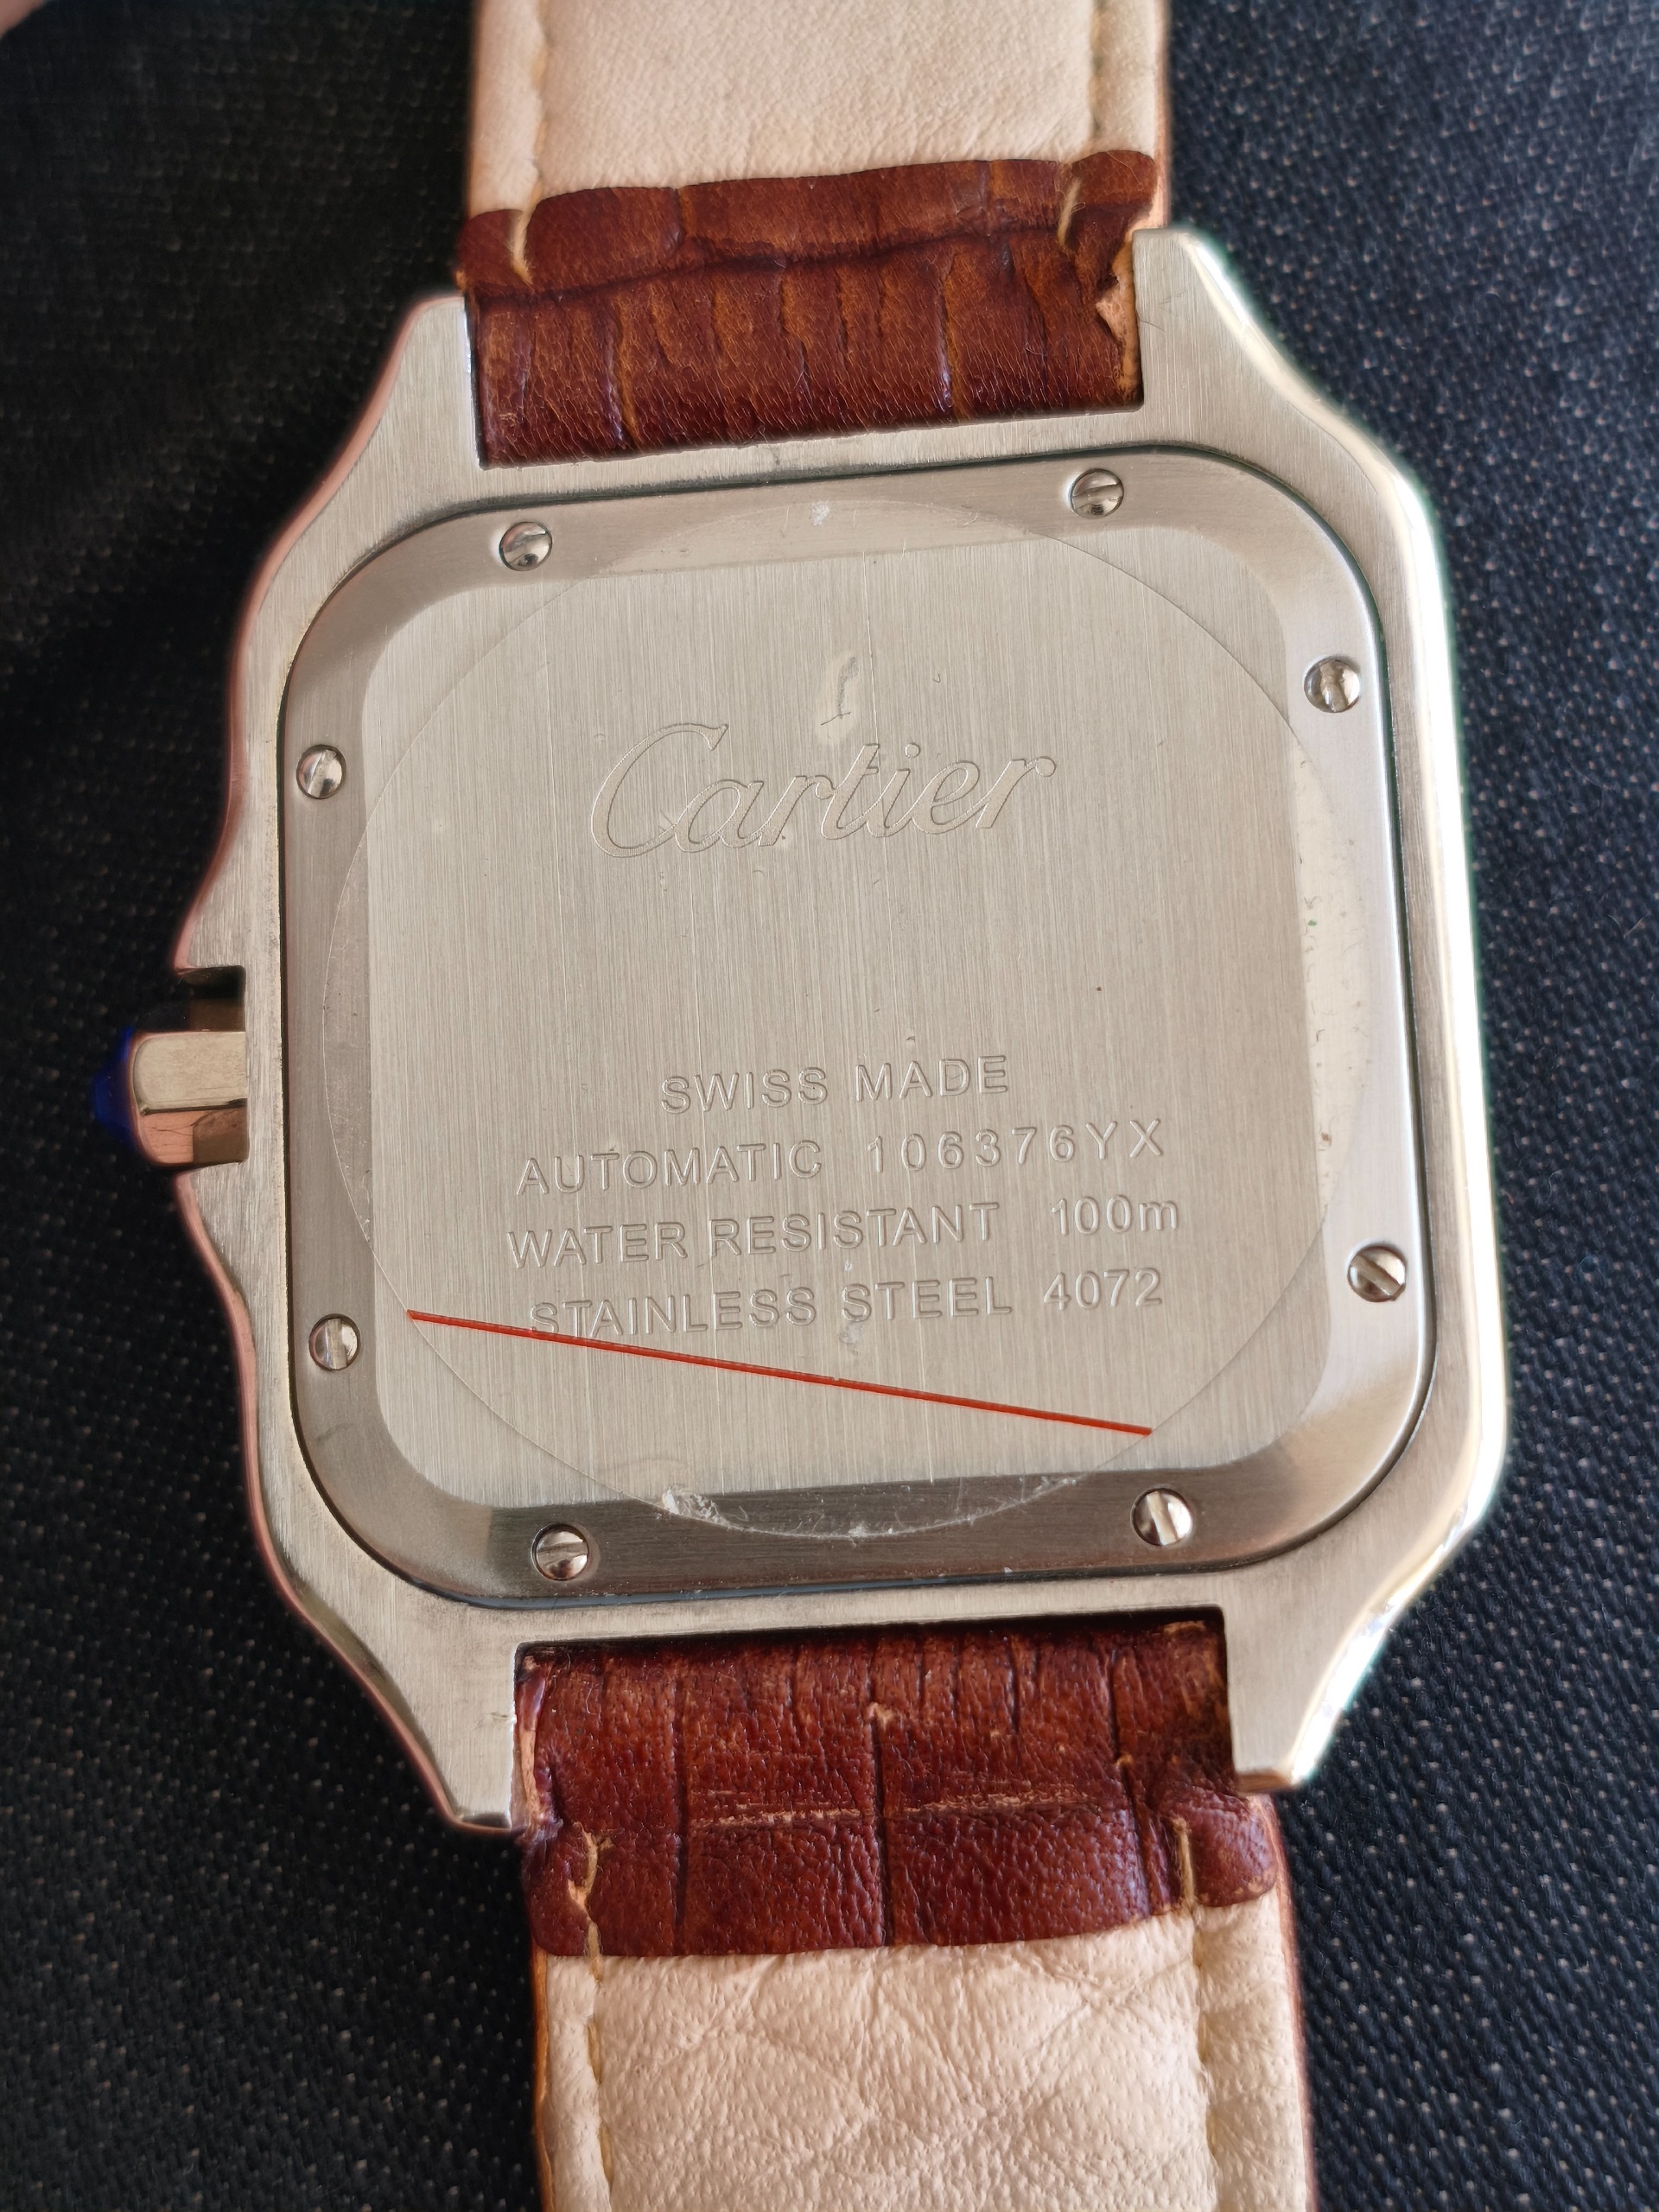 Cartier
SWISS MADE
AUTOMATIC 106376YX
WATER RESISTANT 100m
STAINLESS STEEL 4072